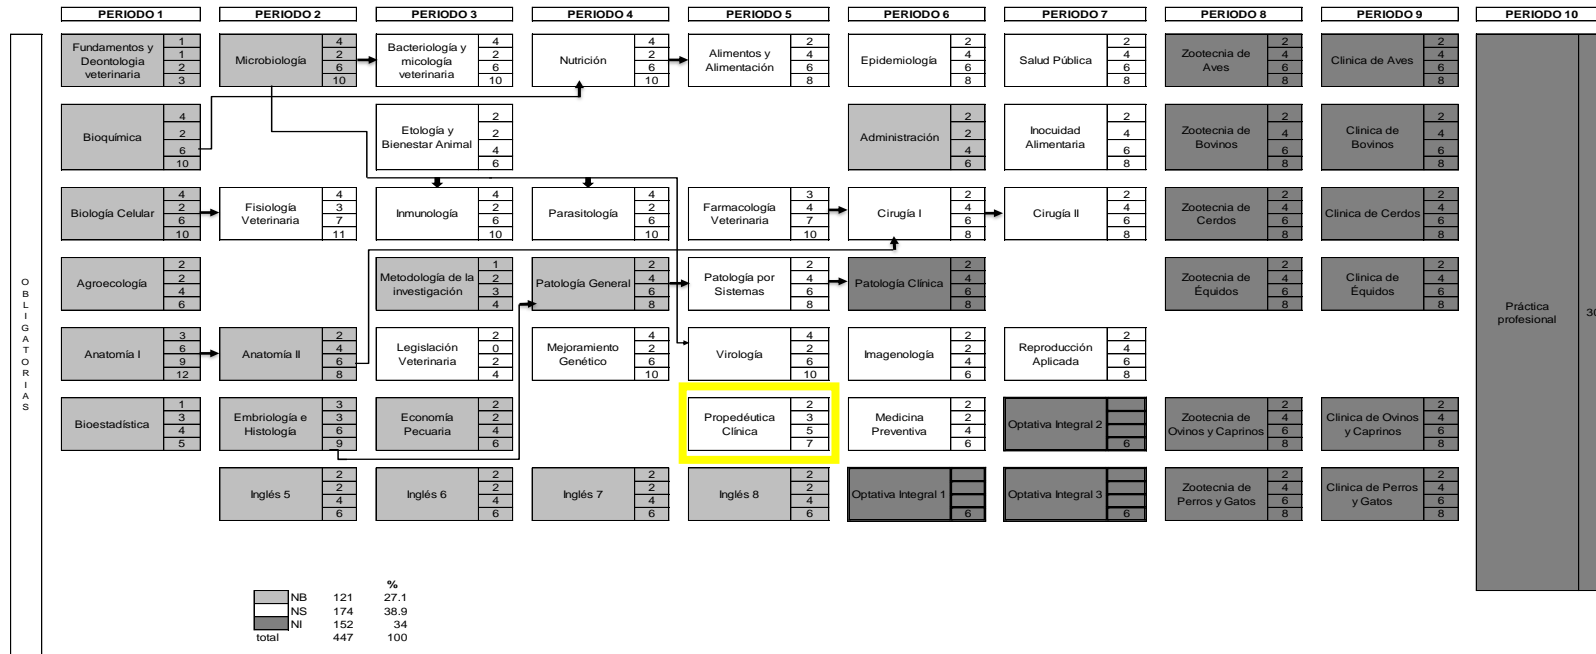 PERIODO 1 PERIODO 2 PERIODO 3 PERIODO 4 PERIODO 5 PERIODO 6 PERIODO 7 PERIODO 8 PERIODO 9 PERIODO 10
OBLIGATORIAS
Fundamentos y Deontologia veterinaria 1 1 2 3
Microbiología 4 2 6 10
Bacteriología y micología veterinaria 4 2 6 10
Nutrición 4 2 6 10
Alimentos y Alimentación 2 4 6 8
Epidemiología 2 4 6 8
Salud Pública 2 4 6 8
Zootecnia de Aves 2 4 6 8
Clinica de Aves 2 4 6 8
Bioquímica 4 2 6 10
Etología y Bienestar Animal 2 2 4 6
Administración 2 2 4 6
Inocuidad Alimentaria 2 4 6 8
Zootecnia de Bovinos 2 4 6 8
Clinica de Bovinos 2 4 6 8
Biología Celular 4 2 6 10
Fisiología Veterinaria 4 3 7 11
Inmunología 4 2 6 10
Parasitología 4 2 6 10
Farmacología Veterinaria 3 4 7 10
Cirugía I 2 4 6 8
Cirugía II 2 4 6 8
Zootecnia de Cerdos 2 4 6 8
Clinica de Cerdos 2 4 6 8
Agroecología 2 2 4 6
Metodología de la investigación 1 2 3 4
Patología General 2 4 6 8
Patología por Sistemas 2 4 6 8
Patología Clínica 2 4 6 8
Zootecnia de Équidos 2 4 6 8
Clinica de Équidos 2 4 6 8
Práctica profesional 30
Anatomía I 3 6 9 12
Anatomía II 2 4 6 8
Legislación Veterinaria 2 0 2 4
Mejoramiento Genético 4 2 6 10
Virología 4 2 6 10
Imagenología 2 2 4 6
Reproducción Aplicada 2 4 6 8
Bioestadística 1 3 4 5
Embriología e Histología 3 3 6 9
Economía Pecuaria 2 2 4 6
Propedéutica Clínica 2 3 5 7
Medicina Preventiva 2 2 4 6
Optativa Integral 2 6
Zootecnia de Ovinos y Caprinos 2 4 6 8
Clinica de Ovinos y Caprinos 2 4 6 8
Inglés 5 2 2 4 6
Inglés 6 2 2 4 6
Inglés 7 2 2 4 6
Inglés 8 2 2 4 6
Optativa Integral 1 6
Optativa Integral 3 6
Zootecnia de Perros y Gatos 2 4 6 8
Clinica de Perros y Gatos 2 4 6 8
%
NB 121 27.1
NS 174 38.9
NI 152 34
total 447 100